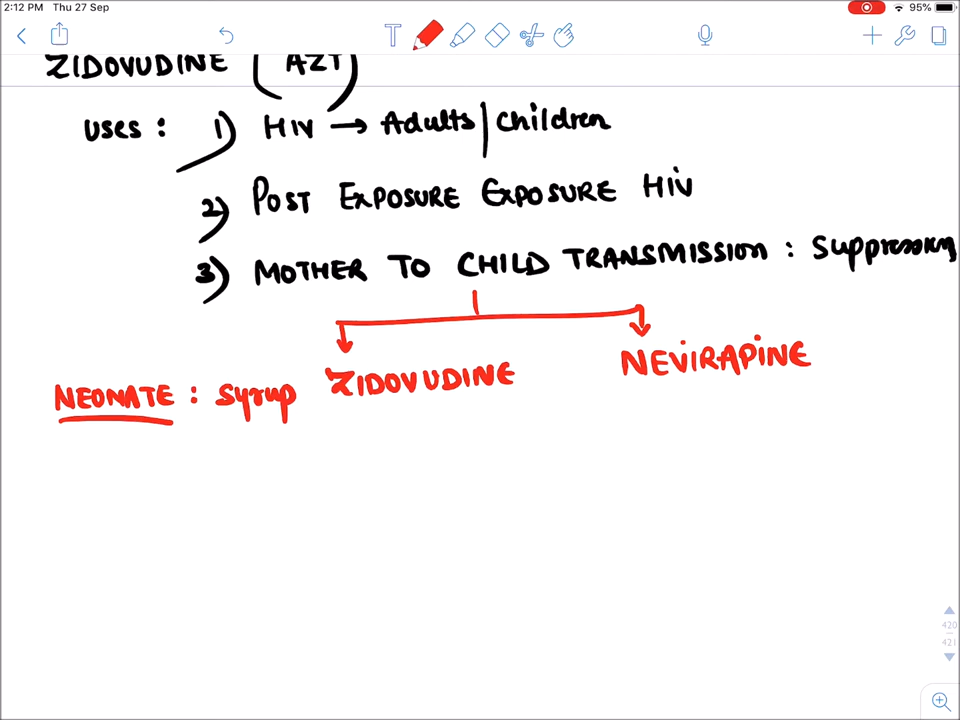 2:12 PM Thu 27 Sep 95%
T
ZIDOVUDINE (AZT)
Uses : 1) HIV → Adults | Children
2) POST EXPOSURE EXPOSURE HIV
3) MOTHER TO CHILD TRANSMISSION : Suppression
ZIDOVUDINE NEVIRAPINE
NEONATE : Syrup
420
421